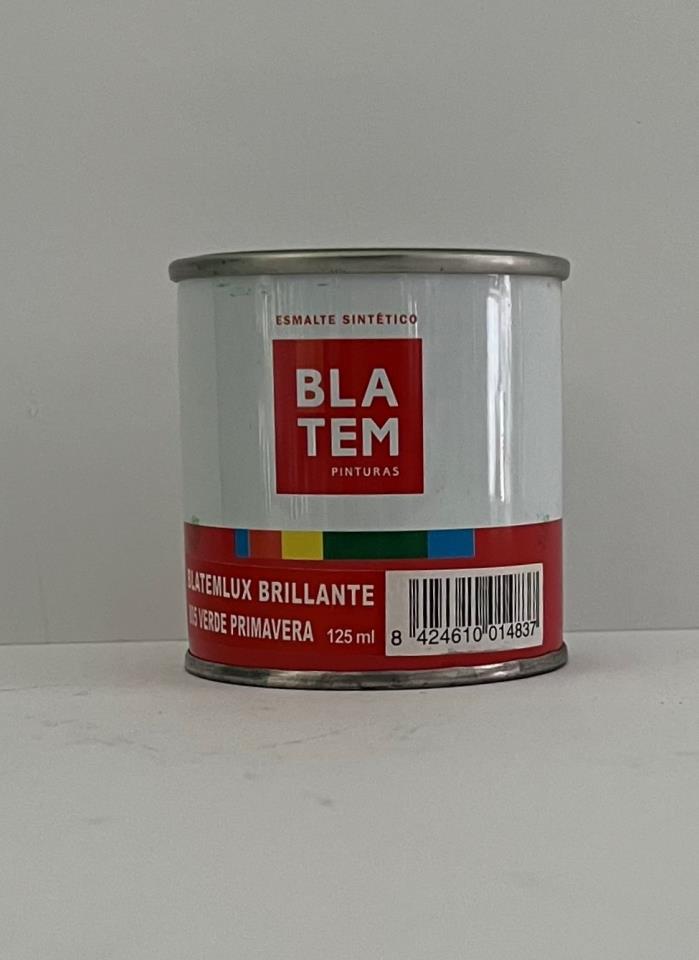 ESMALTE SINTÉTICO
BLA
TEM
PINTURAS
BLATEMLUX BRILLANTE
VERDE PRIMAVERA 125 ml
8 424610 014837